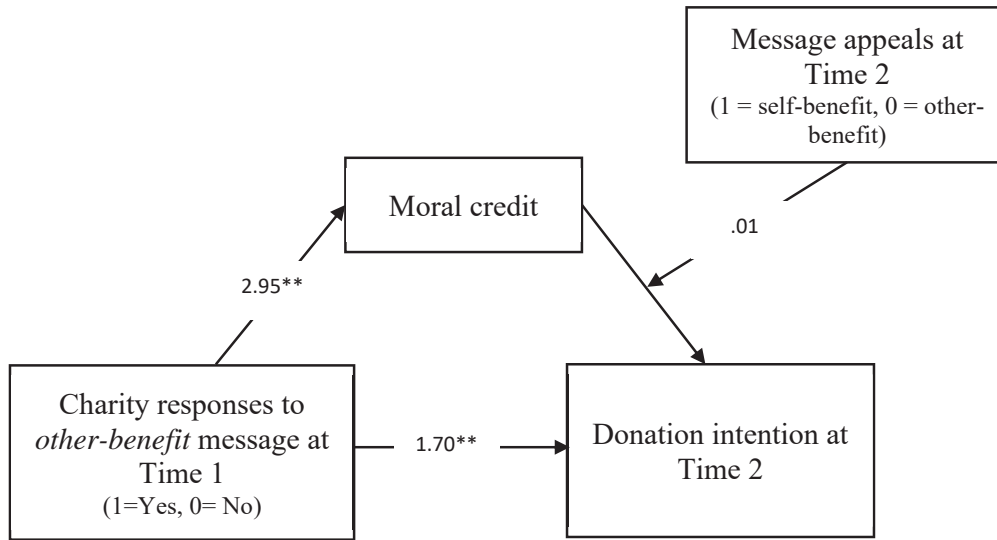 Message appeals at
Time 2
(1 = self-benefit, 0 = other-
benefit)
Moral credit
.01
2.95**
Charity responses to
other-benefit message at
Time 1
(1=Yes, 0= No)
1.70**
Donation intention at
Time 2